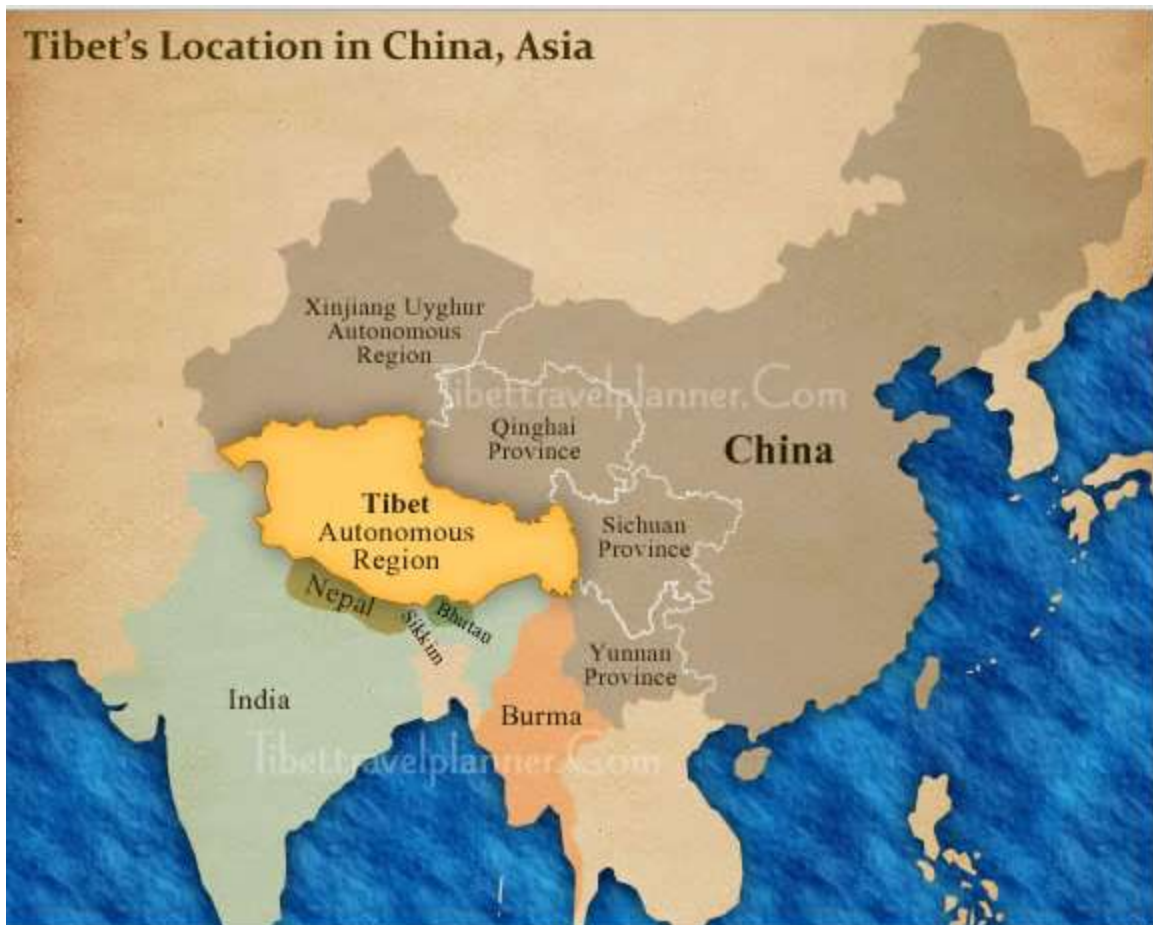 Tibet's Location in China, Asia
Xinjiang Uyghur
Autonomous
Region
Tibettravelplanner.Com
Qinghai
Province
China
Tibet
Autonomous
Region
Sichuan
Province
Nepal
Sikkim
Bhutan
Yunnan
Province
India
Burma
Tibettravelplanner.Com